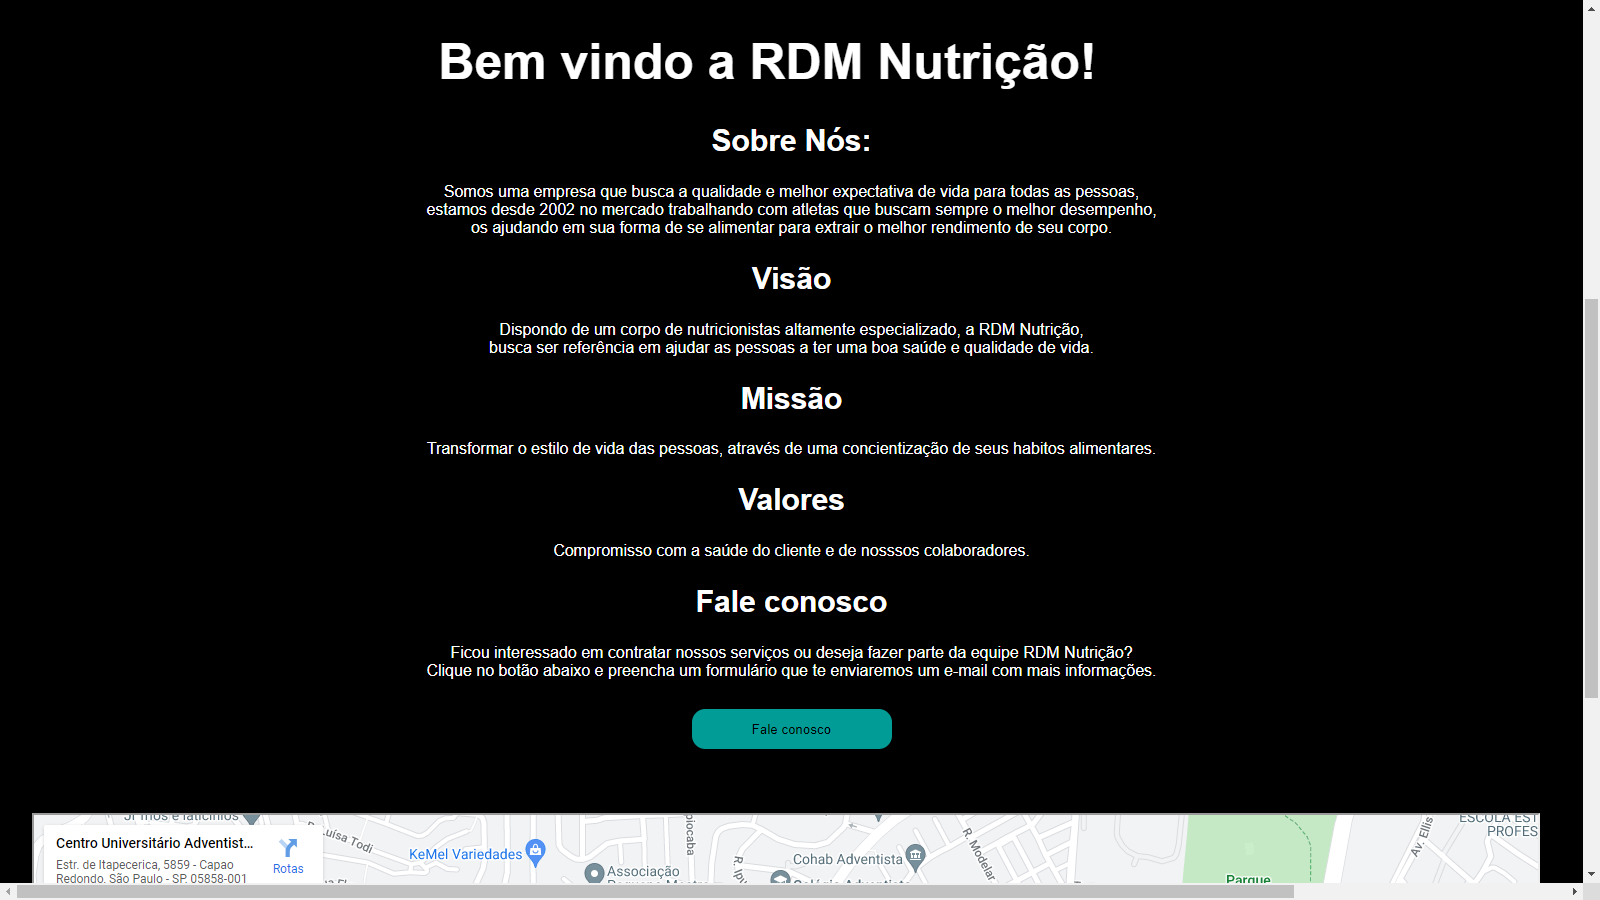 Bem vindo a RDM Nutrição!
Sobre Nós:
Somos uma empresa que busca a qualidade e melhor expectativa de vida para todas as pessoas,
estamos desde 2002 no mercado trabalhando com atletas que buscam sempre o melhor desempenho,
os ajudando em sua forma de se alimentar para extrair o melhor rendimento de seu corpo.
Visão
Dispondo de um corpo de nutricionistas altamente especializado, a RDM Nutrição,
busca ser referência em ajudar as pessoas a ter uma boa saúde e qualidade de vida.
Missão
Transformar o estilo de vida das pessoas, através de uma concientização de seus habitos alimentares.
Valores
Compromisso com a saúde do cliente e de nosssos colaboradores.
Fale conosco
Ficou interessado em contratar nossos serviços ou deseja fazer parte da equipe RDM Nutrição?
Clique no botão abaixo e preencha um formulário que te enviaremos um e-mail com mais informações.
Fale conosco
Centro Universitário Adventist...
Estr. de Itapecerica, 5859 - Capao
Redondo, São Paulo - SP, 05858-001
Rotas
Luísa Todi
KeMel Variedades
Associação
R. Ipu
Cohab Adventista
R. Modelar
Parque
Av. Ellis
ESCOLA EST
PROFES